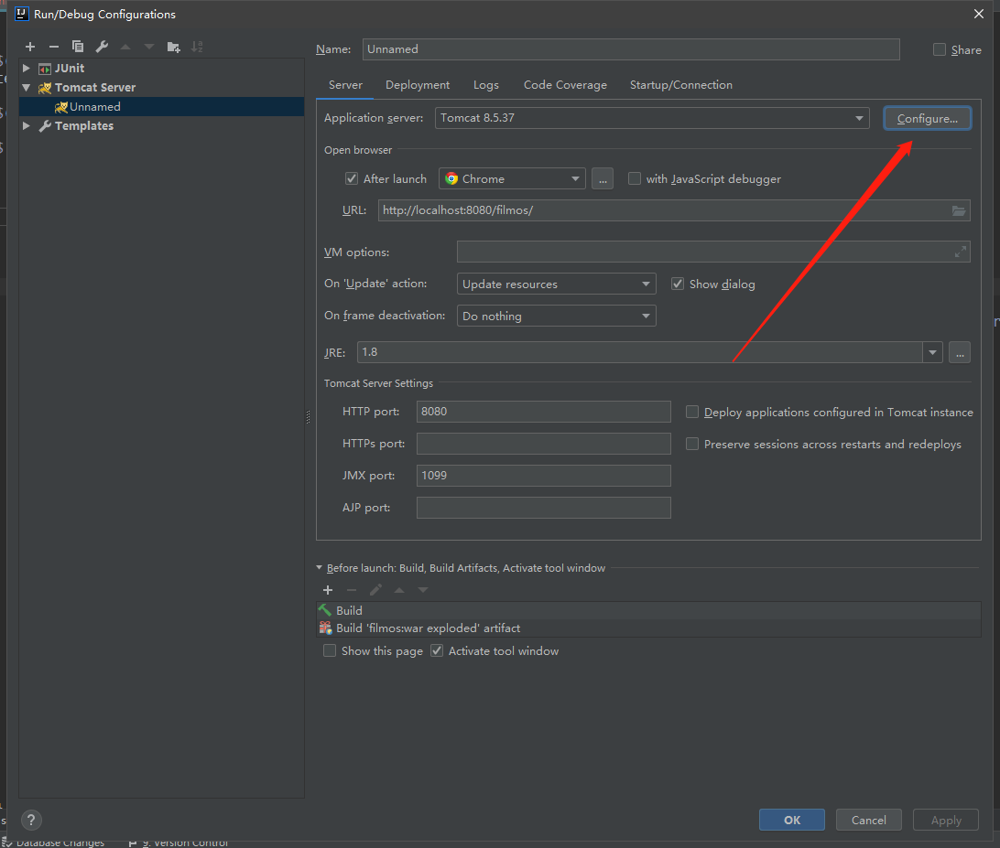 Run/Debug Configurations
JUnit
Tomcat Server
Unnamed
Templates
Name: Unnamed Share
Server Deployment Logs Code Coverage Startup/Connection
Application server: Tomcat 8.5.37 Configure...
Open browser
After launch Chrome ... with JavaScript debugger
URL: http://localhost:8080/filmos/
VM options:
On 'Update' action: Update resources Show dialog
On frame deactivation: Do nothing
JRE: 1.8 ...
Tomcat Server Settings
HTTP port: 8080 Deploy applications configured in Tomcat instance
HTTPs port: Preserve sessions across restarts and redeploys
JMX port: 1099
AJP port:
Before launch: Build, Build Artifacts, Activate tool window
Build
Build 'filmos:war exploded' artifact
Show this page Activate tool window
? OK Cancel Apply
Database Changes 9: Version Control